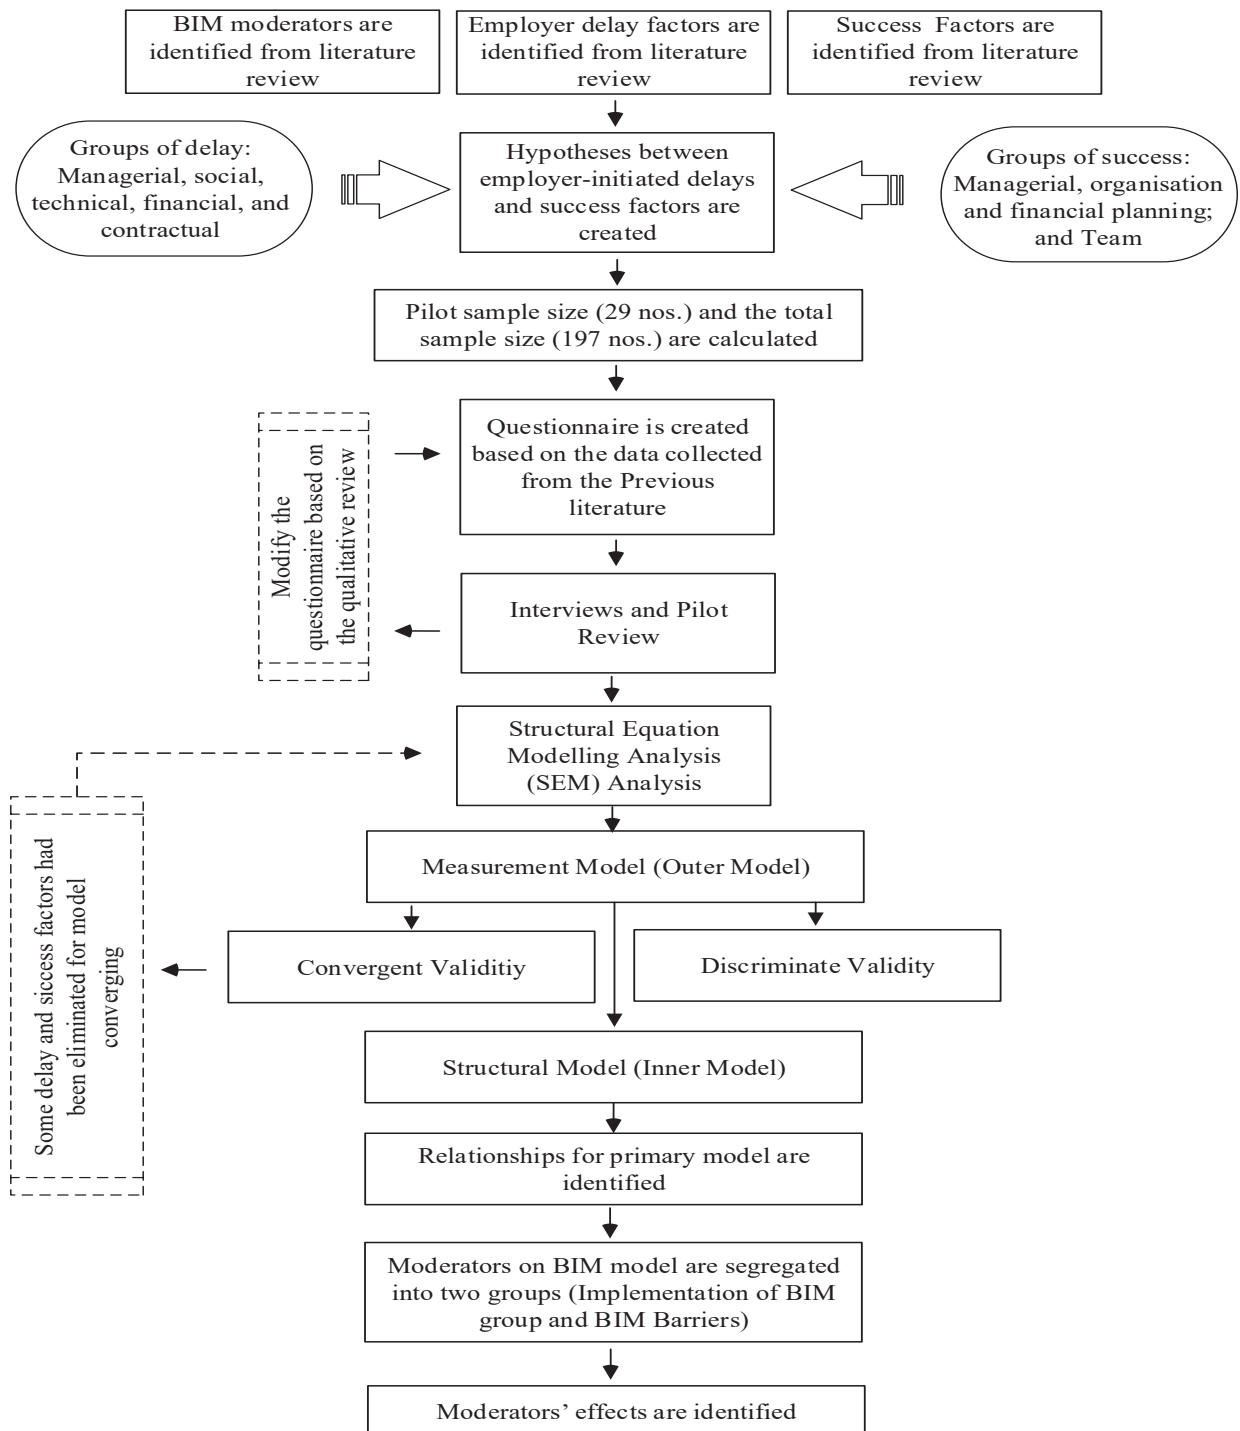 BIM moderators are
identified from literature
review
Employer delay factors are
identified from literature
review
Success Factors are
identified from literature
review
Groups of delay:
Managerial, social,
technical, financial, and
contractual
Hypotheses between
employer-initiated delays
and success factors are
created
Groups of success:
Managerial, organisation
and financial planning;
and Team
Pilot sample size (29 nos.) and the total
sample size (197 nos.) are calculated
Modify the
questionnaire based on
the qualitative review
Questionnaire is created
based on the data collected
from the Previous
literature
Interviews and Pilot
Review
Structural Equation
Modelling Analysis
(SEM) Analysis
Some delay and siccess factors had
been eliminated for model
converging
Measurement Model (Outer Model)
Convergent Validitiy
Discriminate Validity
Structural Model (Inner Model)
Relationships for primary model are
identified
Moderators on BIM model are segregated
into two groups (Implementation of BIM
group and BIM Barriers)
Moderators’ effects are identified